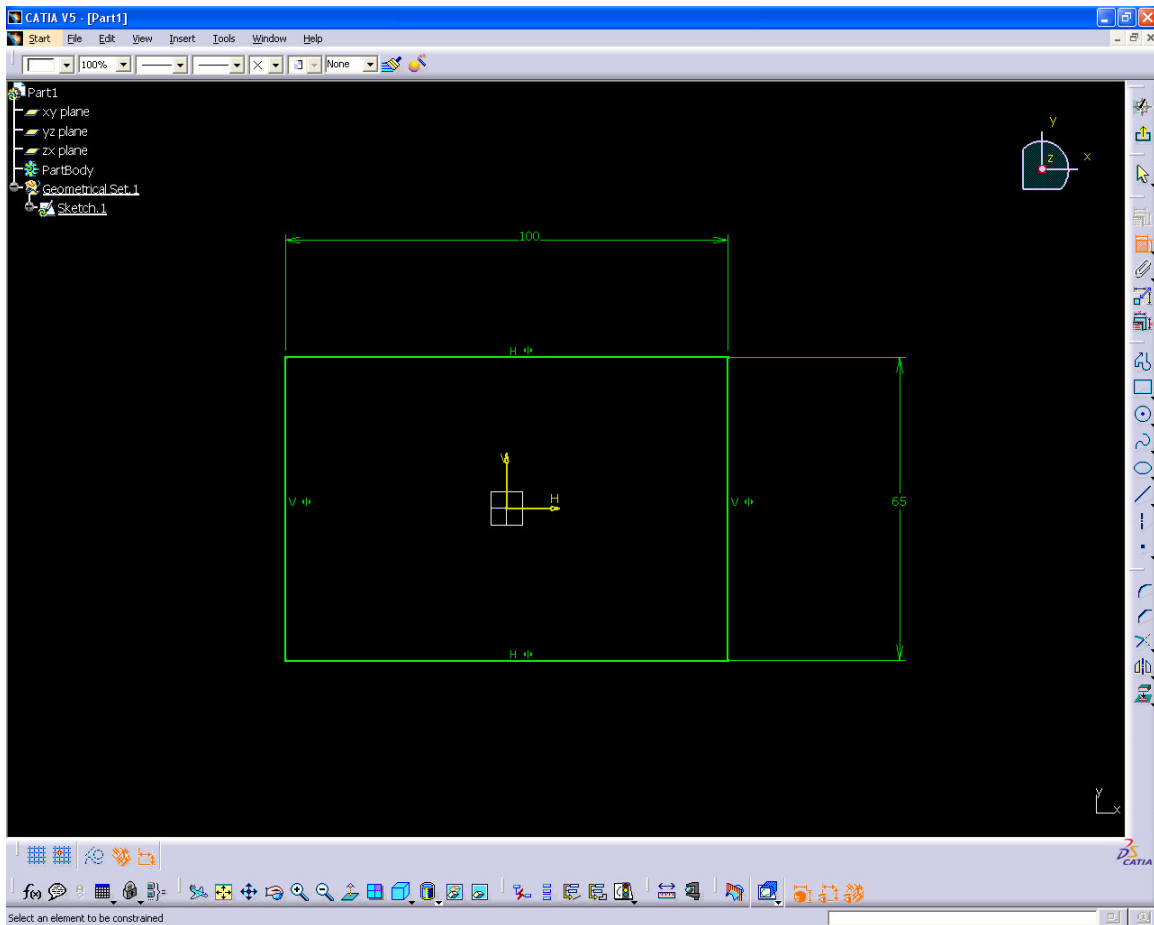 CATIA V5 - [Part1]
Start File Edit View Insert Tools Window Help
100% None
Part1
xy plane
yz plane
zx plane
PartBody
Geometrical Set.1
Sketch.1
y
z x
100
H
V H V 65
V
H
y
x
DS CATIA
f(x)
Select an element to be constrained